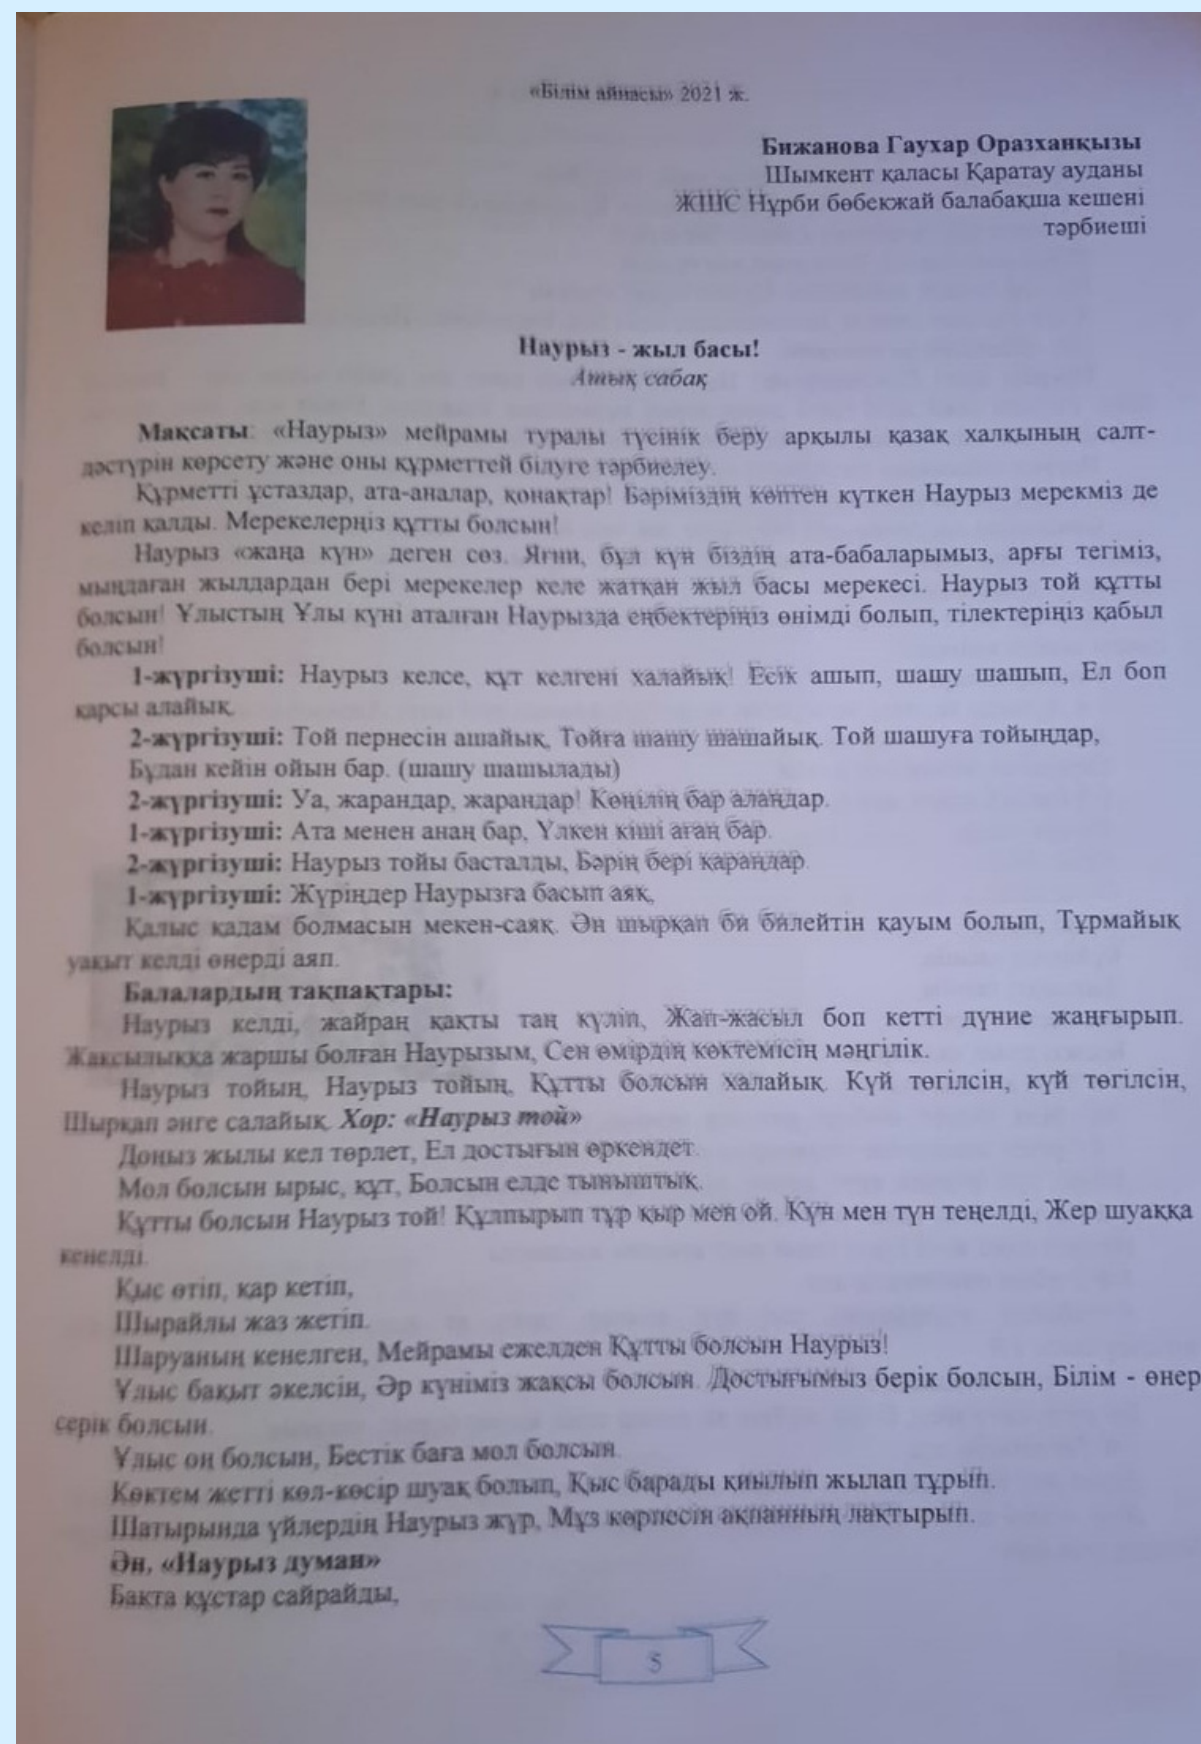 «Білім айнасы» 2021 ж.
Бижанова Гаухар Оразханқызы
Шымкент қаласы Қаратау ауданы
ЖШС Нұрби бөбекжай балабақша кешені
тәрбиеші
Наурыз - жыл басы!
Ашық сабақ
Мақсаты: «Наурыз» мейрамы туралы түсінік беру арқылы қазақ халқының салт-
дәстүрін көрсету және оны құрметтей білуге тәрбиелеу.
Құрметті ұстаздар, ата-аналар, қонақтар! Бәріміздің көптен күткен Наурыз мерекміз де
келіп қалды. Мерекелерңіз құтты болсын!
Наурыз «жаңа күн» деген сөз. Яғни, бұл күн біздің ата-бабаларымыз, арғы тегіміз,
мыңдаған жылдардан бері мерекелер келе жатқан жыл басы мерекесі. Наурыз той құтты
болсын! Ұлыстың Ұлы күні аталған Наурызда еңбектеріңіз өнімді болып, тілектеріңіз қабыл
болсын!
1-жүргізуші: Наурыз келсе, құт келгені халайық! Есік ашып, шашу шашып, Ел боп
қарсы алайық.
2-жүргізуші: Той пернесін ашайық, Тойға шашу шашайық. Той шашуға тойыңдар,
Бұдан кейін ойын бар. (шашу шашылады)
2-жүргізуші: Уа, жарандар, жарандар! Көңілің бар алаңдар.
1-жүргізуші: Ата менен анаң бар, Үлкен кіші ағаң бар.
2-жүргізуші: Наурыз тойы басталды, Бәрің бері қараңдар.
1-жүргізуші: Жүріңдер Наурызға басып аяқ,
Қалыс қадам болмасын мекен-саяқ. Ән шырқап би билейтін қауым болып, Тұрмайық
уақыт келді өнерді аяп.
Балалардың тақпақтары:
Наурыз келді, жайраң қақты таң күліп, Жап-жасыл боп кетті дүние жаңғырып.
Жақсылыққа жаршы болған Наурызым, Сен өмірдің көктемісің мәңгілік.
Наурыз тойың, Наурыз тойың, Құтты болсын халайық. Күй төгілсін, күй төгілсін,
Шырқап әнге салайық. Хор: «Наурыз той»
Доңыз жылы кел төрлет, Ел достығын өркендет.
Мол болсын ырыс, құт, Болсын елде тыныштық.
Құтты болсын Наурыз той! Құлпырып тұр қыр мен ой. Күн мен түн теңелді, Жер шуаққа
кенелді.
Қыс өтіп, қар кетіп,
Шырайлы жаз жетіп.
Шаруаның кенелген, Мейрамы ежелден Құтты болсын Наурыз!
Ұлыс бақыт әкелсін, Әр күніміз жақсы болсын. Достығымыз берік болсын, Білім - өнер
серік болсын.
Ұлыс оң болсын, Бестік баға мол болсын.
Көктем жетті көл-көсір шуақ болып, Қыс барады қиылып жылап тұрып.
Шатырында үйлердің Наурыз жүр, Мұз көрпесін ақпанның лақтырып.
Ән, «Наурыз думан»
Бақта құстар сайрайды,
5